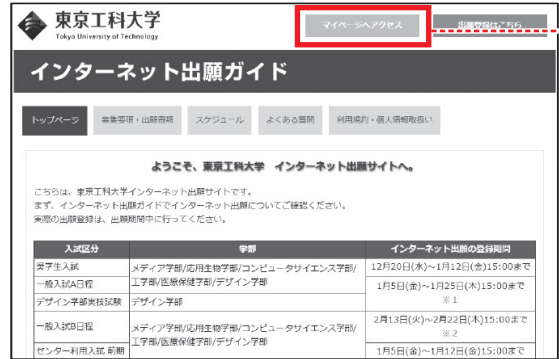 東京工科大学
Tokyo University of Technology
マイページへアクセス
出願登録はこちら
インターネット出願ガイド
トップページ
募集要項・出願書類
スケジュール
よくある質問
利用規約・個人情報取扱い
ようこそ、東京工科大学 インターネット出願サイトへ。
こちらは、東京工科大学インターネット出願サイトです。
まず、インターネット出願ガイドでインターネット出願についてご確認ください。
実際の出願登録は、出願期間中に行ってください。
入試区分 学部 インターネット出願の登録期間
奨学生入試 メディア学部/応用生物学部/コンピュータサイエンス学部/ 12月20日(水)~1月12日(金)15:00まで
一般入試A日程 工学部/医療保健学部/デザイン学部 1月5日(金)~1月25日(木)15:00まで
デザイン学部実技試験 デザイン学部 ※1
一般入試B日程 メディア学部/応用生物学部/コンピュータサイエンス学部/ 2月13日(火)~2月22日(木)15:00まで
工学部/医療保健学部/デザイン学部 ※2
センター利用入試 前期 1月5日(金)~1月12日(金)15:00まで